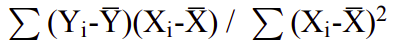 ∑ (Yᵢ-Y̅)(Xᵢ-X̅) / ∑ (Xᵢ-X̅)²